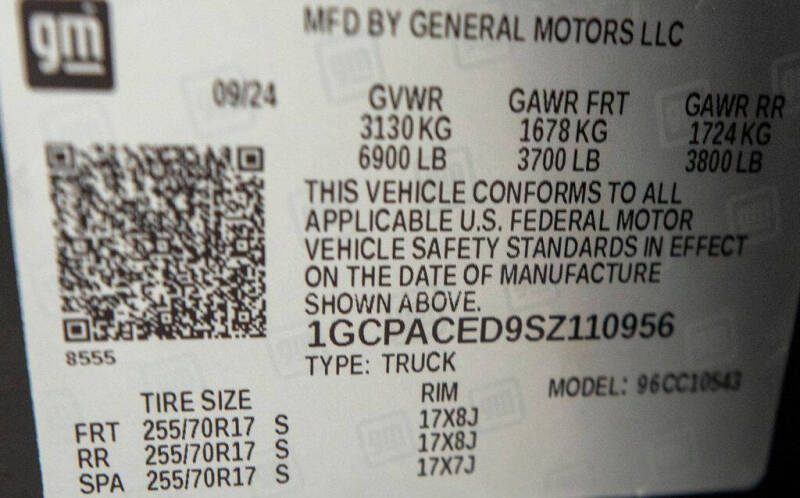 gm
MFD BY GENERAL MOTORS LLC
09/24 GVWR GAWR FRT GAWR RR
3130 KG 1678 KG 1724 KG
6900 LB 3700 LB 3800 LB
THIS VEHICLE CONFORMS TO ALL
APPLICABLE U.S. FEDERAL MOTOR
VEHICLE SAFETY STANDARDS IN EFFECT
ON THE DATE OF MANUFACTURE
SHOWN ABOVE.
1GCPACED9SZ110956
8555
TYPE: TRUCK
MODEL: 96CC10543
TIRE SIZE RIM
FRT 255/70R17 S 17X8J
RR 255/70R17 S 17X8J
SPA 255/70R17 S 17X7J